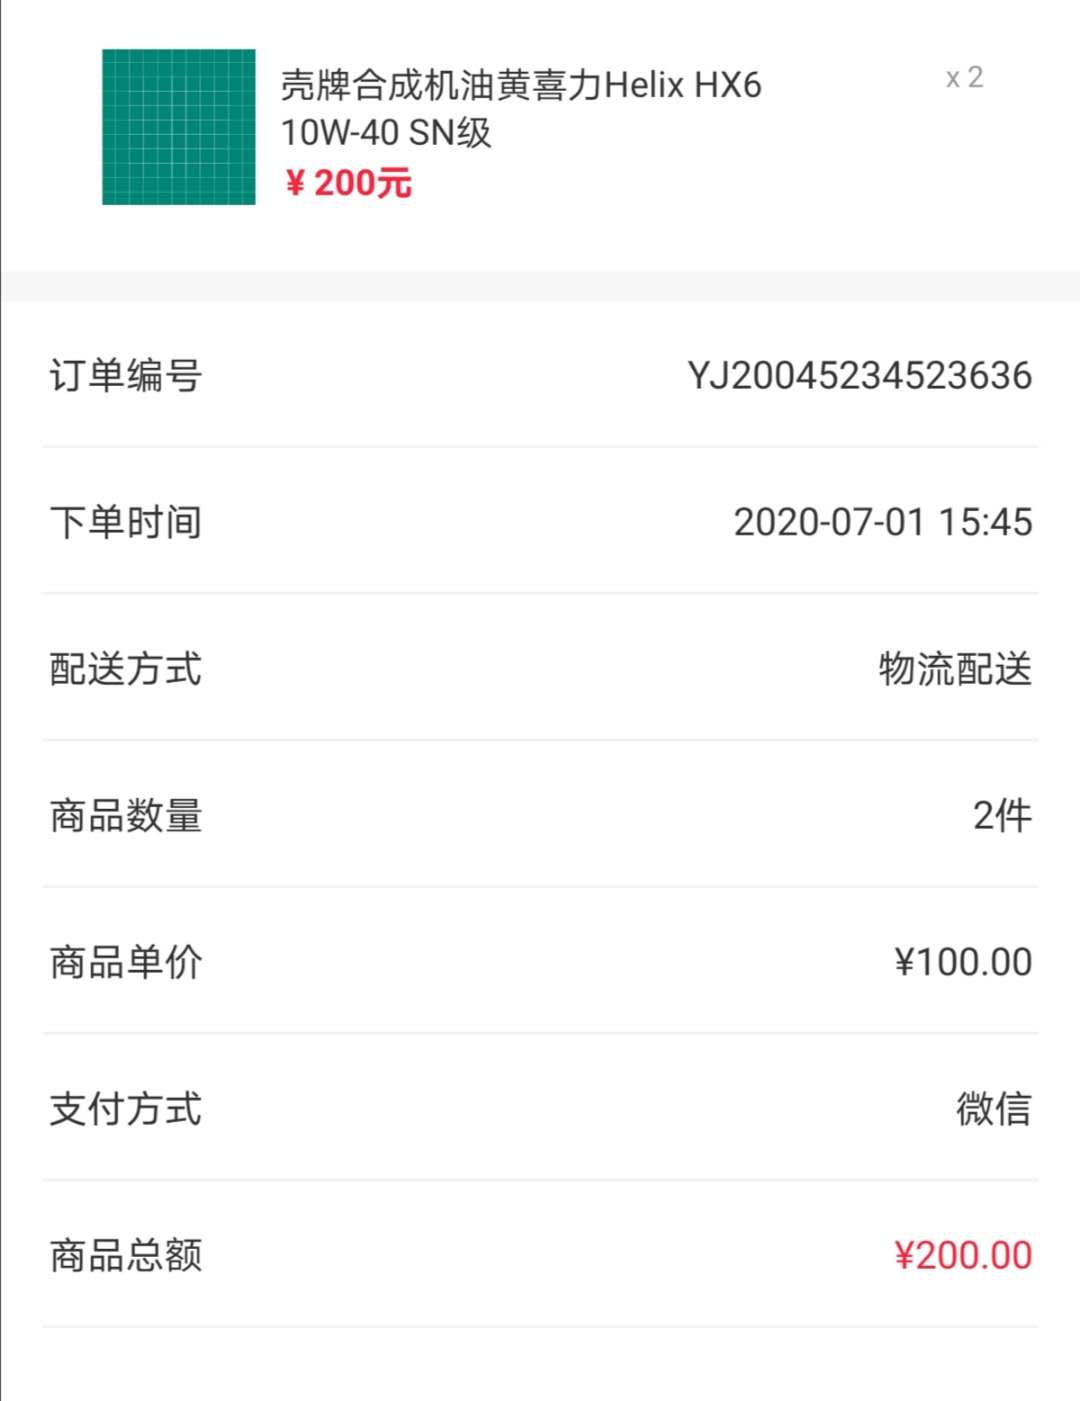 壳牌合成机油黄喜力Helix HX6
x 2
10W-40 SN级
¥ 200元
订单编号
YJ20045234523636
下单时间
2020-07-01 15:45
配送方式
物流配送
商品数量
2件
商品单价
¥100.00
支付方式
微信
商品总额
¥200.00